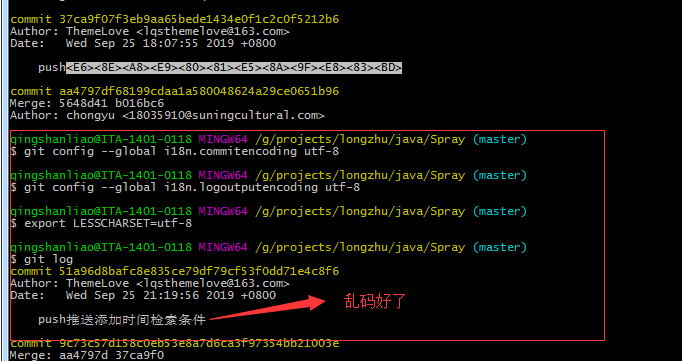 commit 37ca9f07f3eb9aa65bede1434e0f1c2c0f5212b6
Author: ThemeLove <lqsthemelove@163.com>
Date:   Wed Sep 25 18:07:55 2019 +0800
push<E6><8E><A8><E9><80><81><E5><8A><9F><E8><83><BD>
commit aa4797df68199cdaa1a580048624a29ce0651b96
Merge: 5648d41 b016bc6
Author: chongyu <18035910@suningcultural.com>
qingshanliao@ITA-1401-0118 MINGW64 /g/projects/longzhu/java/Spray (master)
$ git config --global i18n.commitencoding utf-8
qingshanliao@ITA-1401-0118 MINGW64 /g/projects/longzhu/java/Spray (master)
$ git config --global i18n.logoutputencoding utf-8
qingshanliao@ITA-1401-0118 MINGW64 /g/projects/longzhu/java/Spray (master)
$ export LESSCHARSET=utf-8
qingshanliao@ITA-1401-0118 MINGW64 /g/projects/longzhu/java/Spray (master)
$ git log
commit 51a96d8bafc8e835ce79df79cf53f0dd71e4c8f6
Author: ThemeLove <lqsthemelove@163.com>
Date:   Wed Sep 25 21:19:56 2019 +0800
乱码好了
push推送添加时间检索条件
commit 9c73c57d158c0eb53e8a7d6ca3f97354bb21003e
Merge: aa4797d 37ca9f0